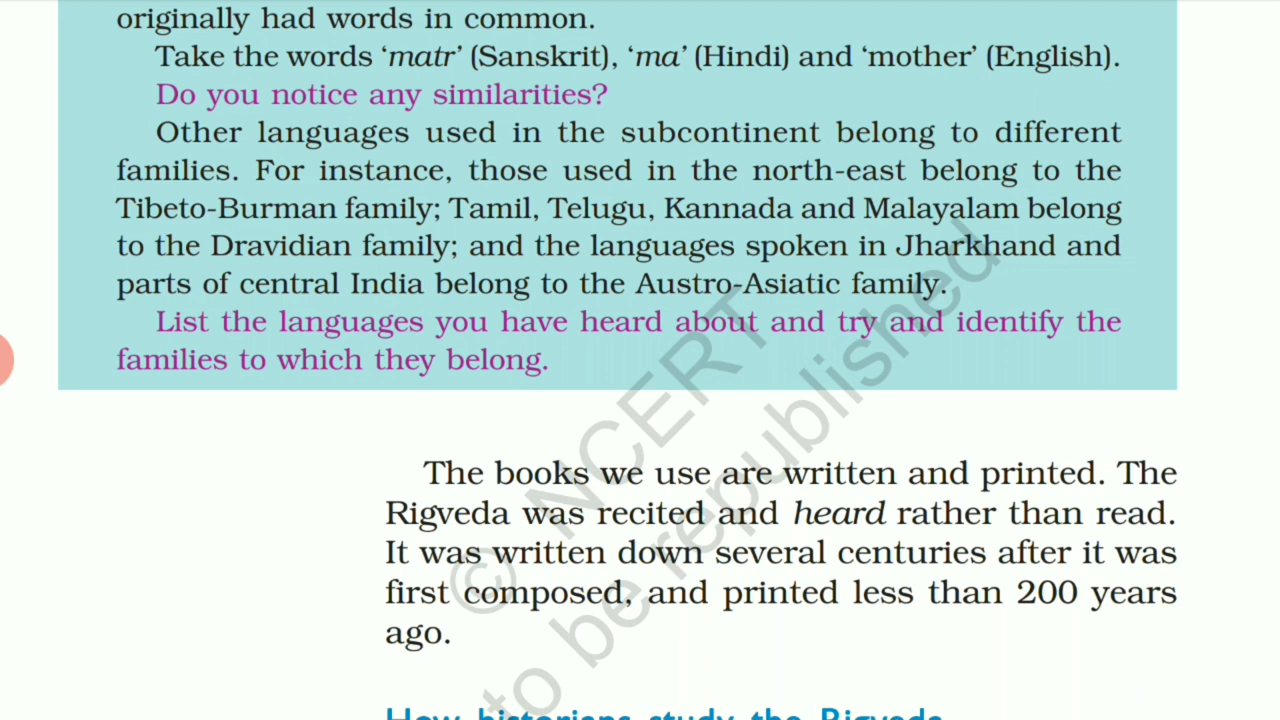 originally had words in common.
Take the words ‘matr’ (Sanskrit), ‘ma’ (Hindi) and ‘mother’ (English).
Do you notice any similarities?
Other languages used in the subcontinent belong to different
families. For instance, those used in the north-east belong to the
Tibeto-Burman family; Tamil, Telugu, Kannada and Malayalam belong
to the Dravidian family; and the languages spoken in Jharkhand and
parts of central India belong to the Austro-Asiatic family.
List the languages you have heard about and try and identify the
families to which they belong.
© NCERT
to be republished
The books we use are written and printed. The
Rigveda was recited and heard rather than read.
It was written down several centuries after it was
first composed, and printed less than 200 years
ago.
How historians study the Rigveda